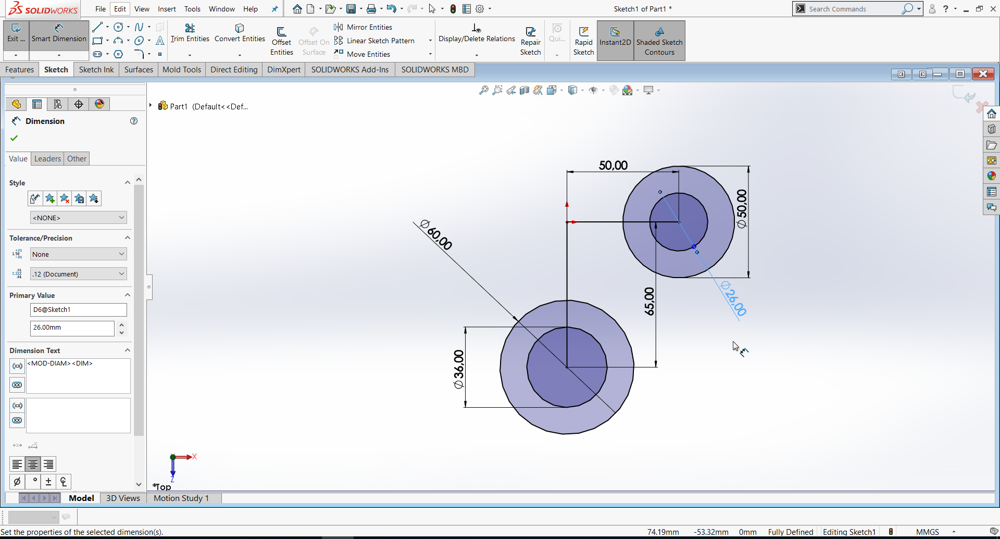 SOLIDWORKS
File Edit View Insert Tools Window Help
Sketch1 of Part1 *
Search Commands
Exit ...
Smart Dimension
Trim Entities
Convert Entities
Offset Entities
Offset On Surface
Mirror Entities
Linear Sketch Pattern
Move Entities
Display/Delete Relations
Repair Sketch
Qui...
Rapid Sketch
Instant2D
Shaded Sketch Contours
Features Sketch Sketch Ink Surfaces Mold Tools Direct Editing DimXpert SOLIDWORKS Add-Ins SOLIDWORKS MBD
Part1 (Default<<Def...
Dimension
Value Leaders Other
Style
<NONE>
Tolerance/Precision
None
.12 (Document)
Primary Value
D6@Sketch1
26.00mm
Dimension Text
<MOD-DIAM><DIM>
50,00
∅50,00
∅60,00
65,00
∅26,00
∅36,00
X
Z
*Top
Model 3D Views Motion Study 1
Set the properties of the selected dimension(s).
74.19mm -53.32mm 0mm Fully Defined Editing Sketch1 MMGS